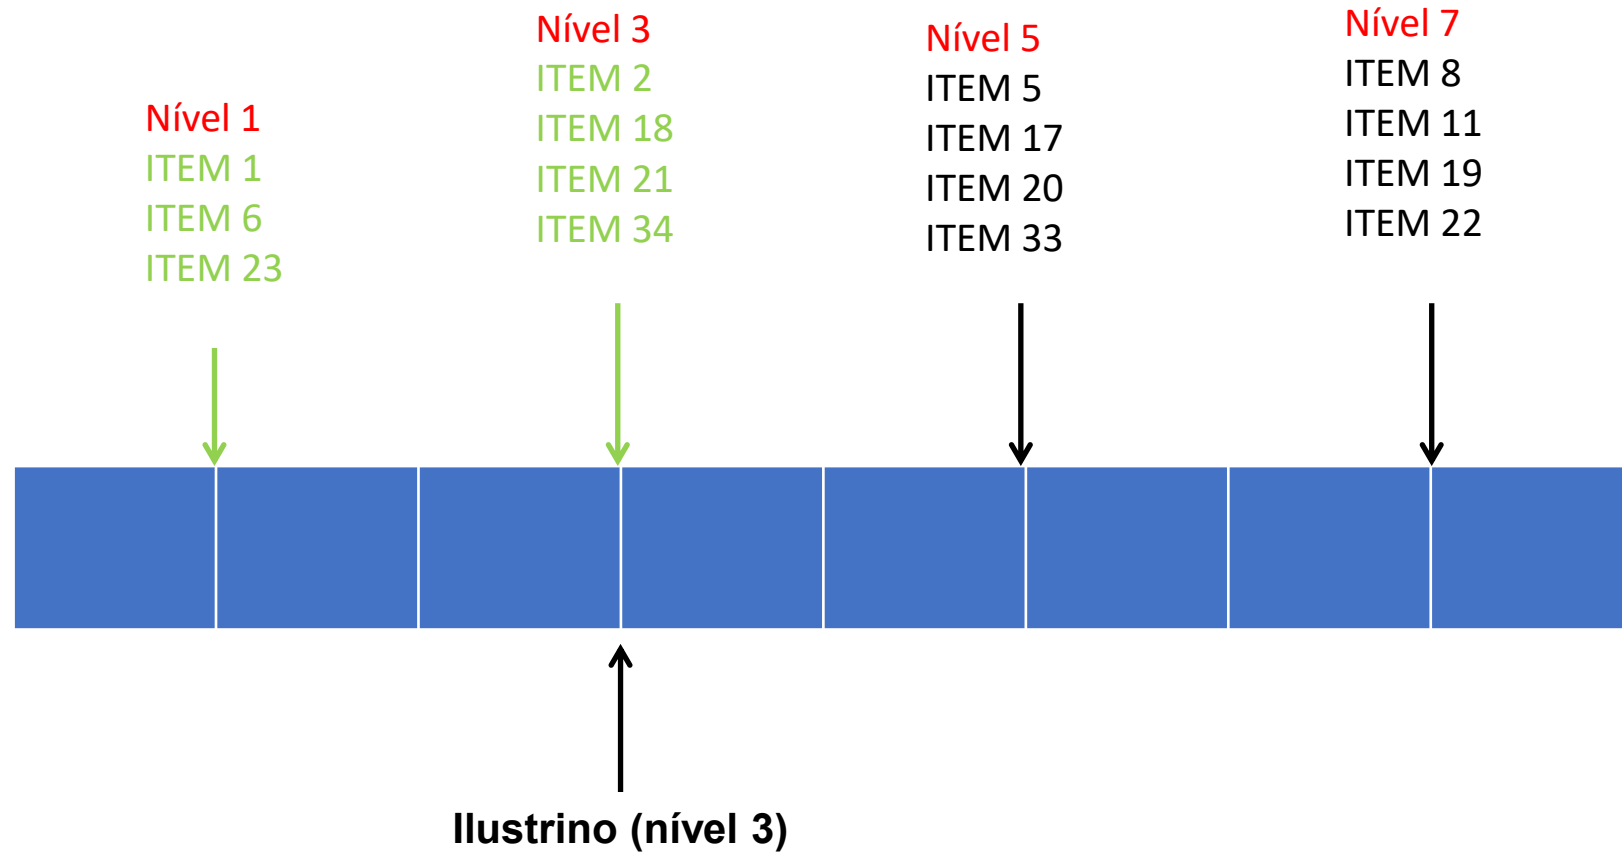 Nível 1
ITEM 1
ITEM 6
ITEM 23
Nível 3
ITEM 2
ITEM 18
ITEM 21
ITEM 34
Nível 5
ITEM 5
ITEM 17
ITEM 20
ITEM 33
Nível 7
ITEM 8
ITEM 11
ITEM 19
ITEM 22
Ilustrino (nível 3)